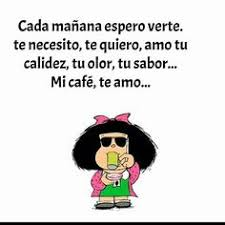 Cada mañana espero verte.
te necesito, te quiero, amo tu
calidez, tu olor, tu sabor...
Mi café, te amo...